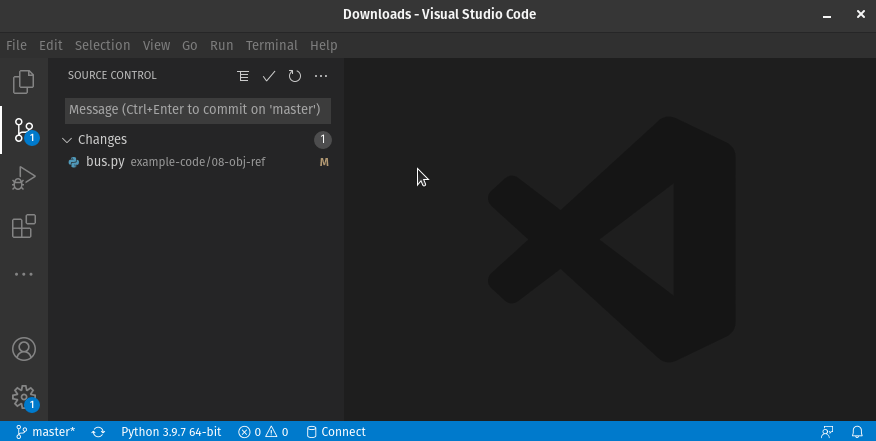 Downloads - Visual Studio Code
File Edit Selection View Go Run Terminal Help
SOURCE CONTROL
Message (Ctrl+Enter to commit on 'master')
Changes 1
bus.py example-code/08-obj-ref M
1
1
master* Python 3.9.7 64-bit 0 0 Connect